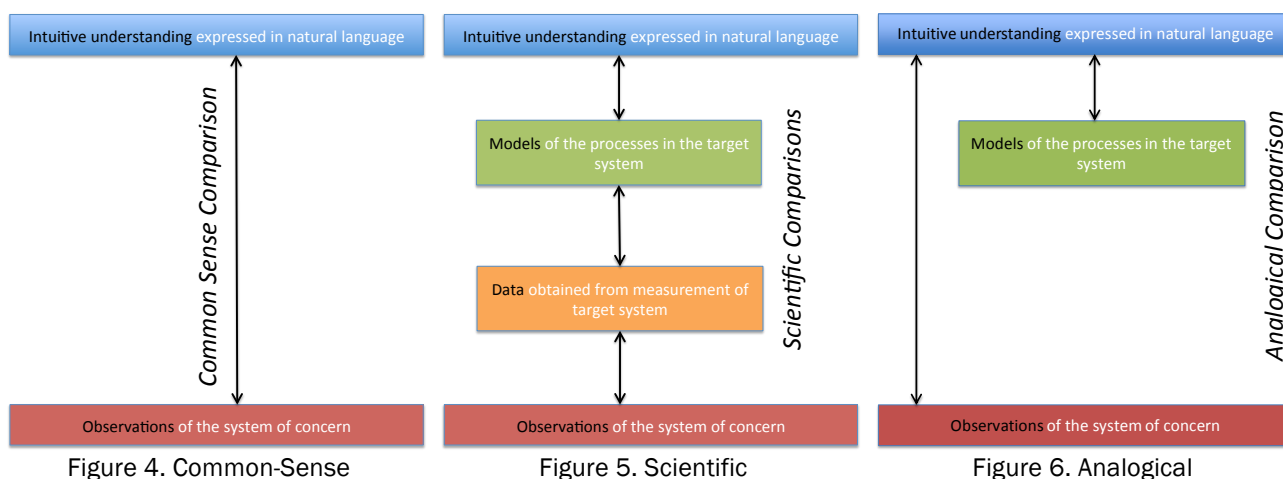 Intuitive understanding expressed in natural language
Common Sense Comparison
Observations of the system of concern
Figure 4. Common-Sense
Intuitive understanding expressed in natural language
Models of the processes in the target
system
Data obtained from measurement of
target system
Scientific Comparisons
Observations of the system of concern
Figure 5. Scientific
Intuitive understanding expressed in natural language
Models of the processes in the target
system
Analogical Comparison
Observations of the system of concern
Figure 6. Analogical